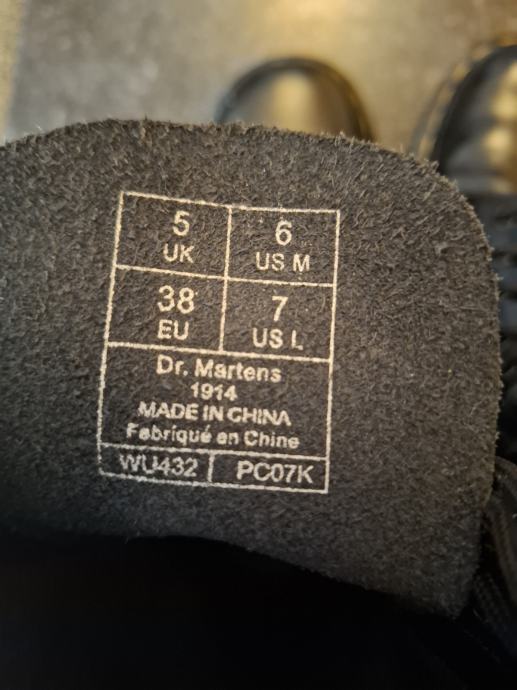 5 6
UK US M
38 7
EU US L
Dr. Martens
1914
MADE IN CHINA
Fabriqué en Chine
WU432 PC07K